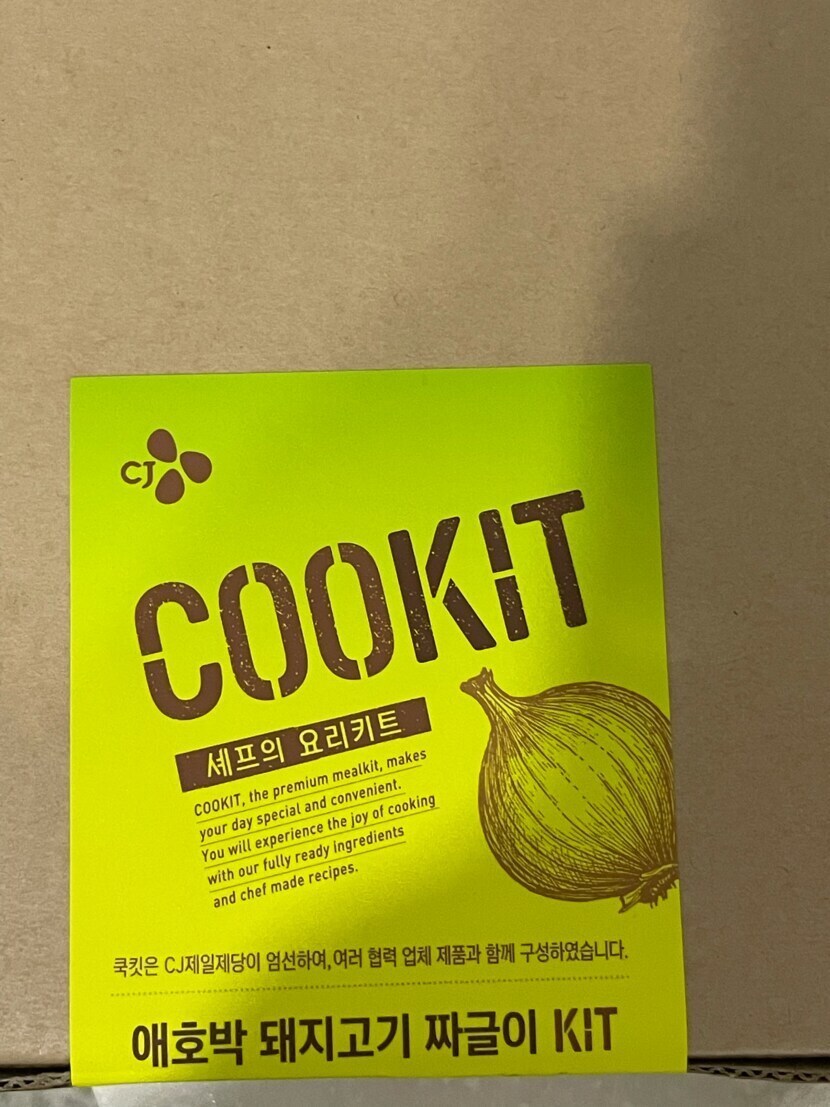 CJ
COOKIT
셰프의 요리키트
COOKIT, the premium mealkit, makes
your day special and convenient.
You will experience the joy of cooking
with our fully ready ingredients
and chef made recipes.
쿡킷은 CJ제일제당이 엄선하여, 여러 협력 업체 제품과 함께 구성하였습니다.
애호박 돼지고기 짜글이 KIT